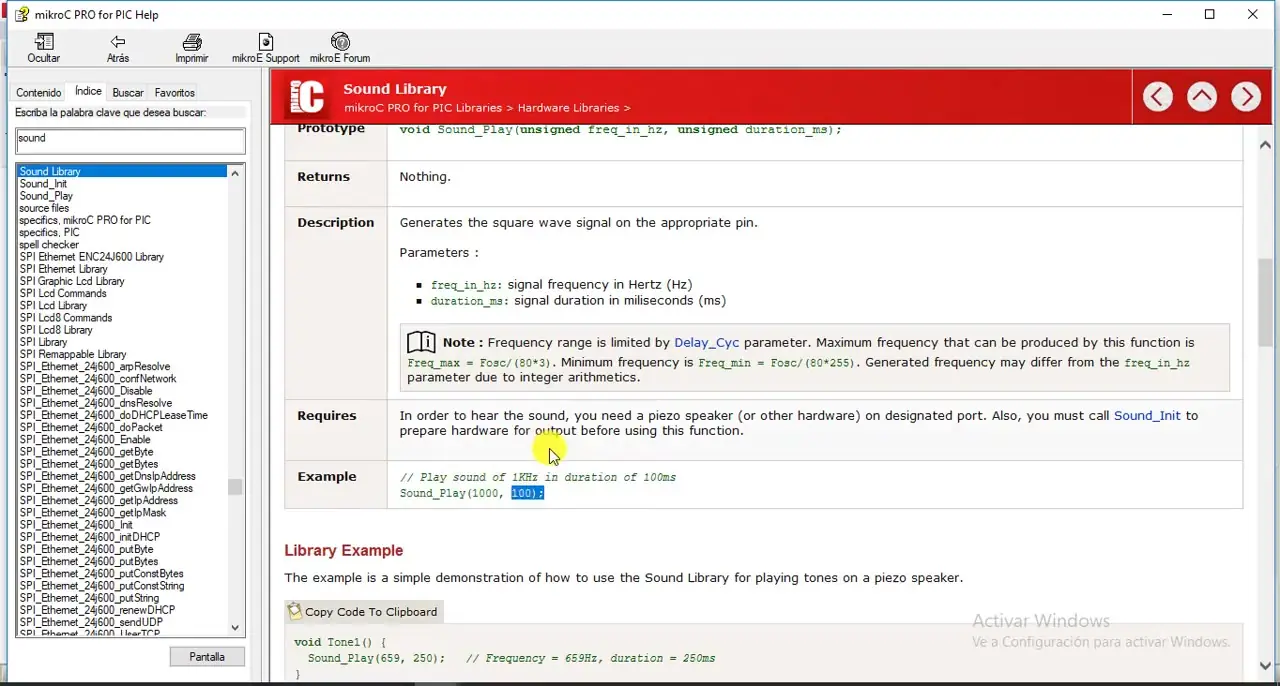 mikroC PRO for PIC Help
Ocultar
Atrás
Imprimir
mikroE Support
mikroE Forum
Contenido
Índice
Buscar
Favoritos
Escriba la palabra clave que desea buscar:
sound
Sound Library
Sound_Init
Sound_Play
source files
specifics, mikroC PRO for PIC
specifics, PIC
spell checker
SPI Ethernet ENC24J600 Library
SPI Ethernet Library
SPI Graphic Lcd Library
SPI Lcd Commands
SPI Lcd Library
SPI Lcd8 Commands
SPI Lcd8 Library
SPI Library
SPI Remappable Library
SPI_Ethernet_24j600_arpResolve
SPI_Ethernet_24j600_confNetwork
SPI_Ethernet_24j600_Disable
SPI_Ethernet_24j600_dnsResolve
SPI_Ethernet_24j600_doDHCPLeaseTime
SPI_Ethernet_24j600_doPacket
SPI_Ethernet_24j600_Enable
SPI_Ethernet_24j600_getByte
SPI_Ethernet_24j600_getBytes
SPI_Ethernet_24j600_getDnsIpAddress
SPI_Ethernet_24j600_getGwIpAddress
SPI_Ethernet_24j600_getIpAddress
SPI_Ethernet_24j600_getIpMask
SPI_Ethernet_24j600_Init
SPI_Ethernet_24j600_initDHCP
SPI_Ethernet_24j600_putByte
SPI_Ethernet_24j600_putBytes
SPI_Ethernet_24j600_putConstBytes
SPI_Ethernet_24j600_putConstString
SPI_Ethernet_24j600_putString
SPI_Ethernet_24j600_renewDHCP
SPI_Ethernet_24j600_sendUDP
SPI_Ethernet_24j600_UserTCP
Pantalla
mikro C
Sound Library
mikroC PRO for PIC Libraries > Hardware Libraries >
Prototype
void Sound_Play(unsigned freq_in_hz, unsigned duration_ms);
Returns
Nothing.
Description
Generates the square wave signal on the appropriate pin.
Parameters :
freq_in_hz: signal frequency in Hertz (Hz)
duration_ms: signal duration in miliseconds (ms)
Note : Frequency range is limited by Delay_Cyc parameter. Maximum frequency that can be produced by this function is
Freq_max = Fosc/(80*3). Minimum frequency is Freq_min = Fosc/(80*255). Generated frequency may differ from the freq_in_hz
parameter due to integer arithmetics.
Requires
In order to hear the sound, you need a piezo speaker (or other hardware) on designated port. Also, you must call Sound_Init to
prepare hardware for output before using this function.
Example
// Play sound of 1KHz in duration of 100ms
Sound_Play(1000, 100);
Library Example
The example is a simple demonstration of how to use the Sound Library for playing tones on a piezo speaker.
Copy Code To Clipboard
void Tone1() {
Sound_Play(659, 250); // Frequency = 659Hz, duration = 250ms
}
Activar Windows
Ve a Configuración para activar Windows.